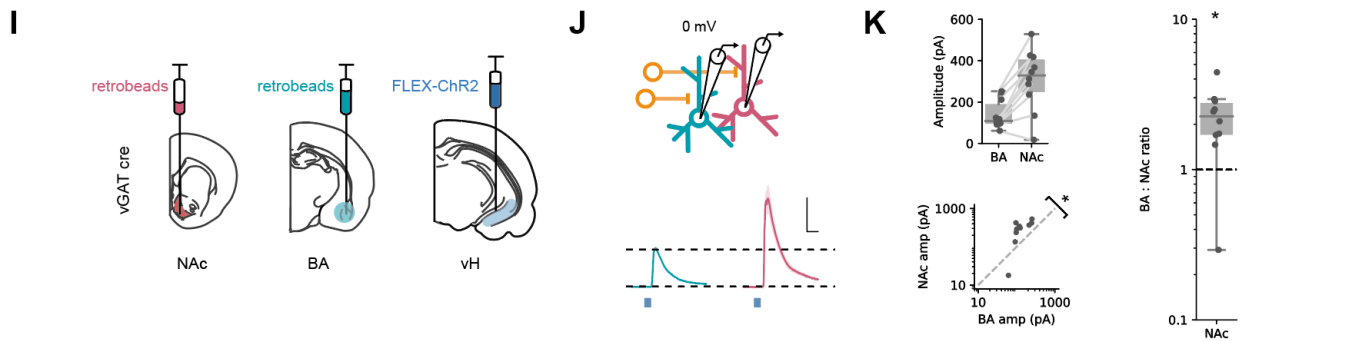 I
retrobeads
retrobeads
FLEX-ChR2
vGAT cre
NAc
BA
vH
J
0 mV
K
Amplitude (pA)
600
400
200
0
BA
NAc
NAc amp (pA)
1000
10
10
1000
BA amp (pA)
*
BA : NAc ratio
10
1
0.1
*
NAc